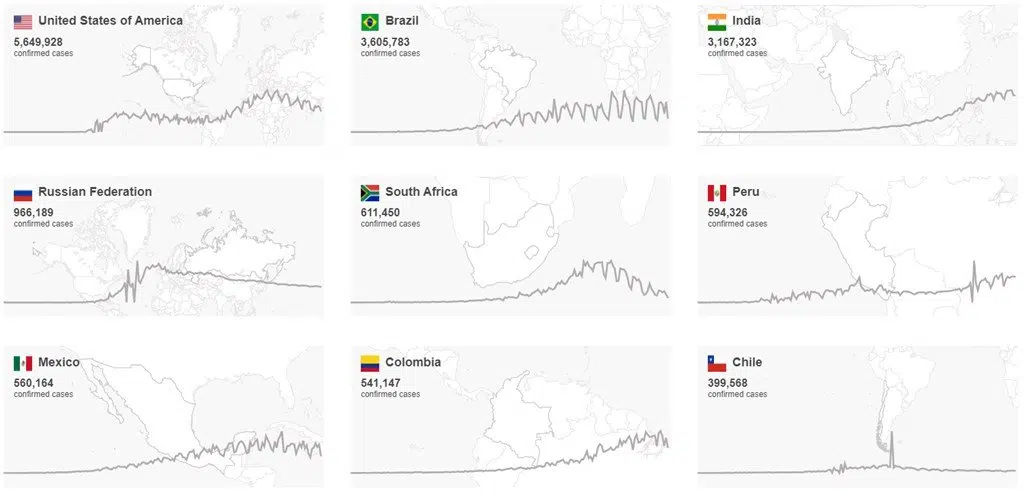 United States of America
5,649,928
confirmed cases
Brazil
3,605,783
confirmed cases
India
3,167,323
confirmed cases
Russian Federation
966,189
confirmed cases
South Africa
611,450
confirmed cases
Peru
594,326
confirmed cases
Mexico
560,164
confirmed cases
Colombia
541,147
confirmed cases
Chile
399,568
confirmed cases